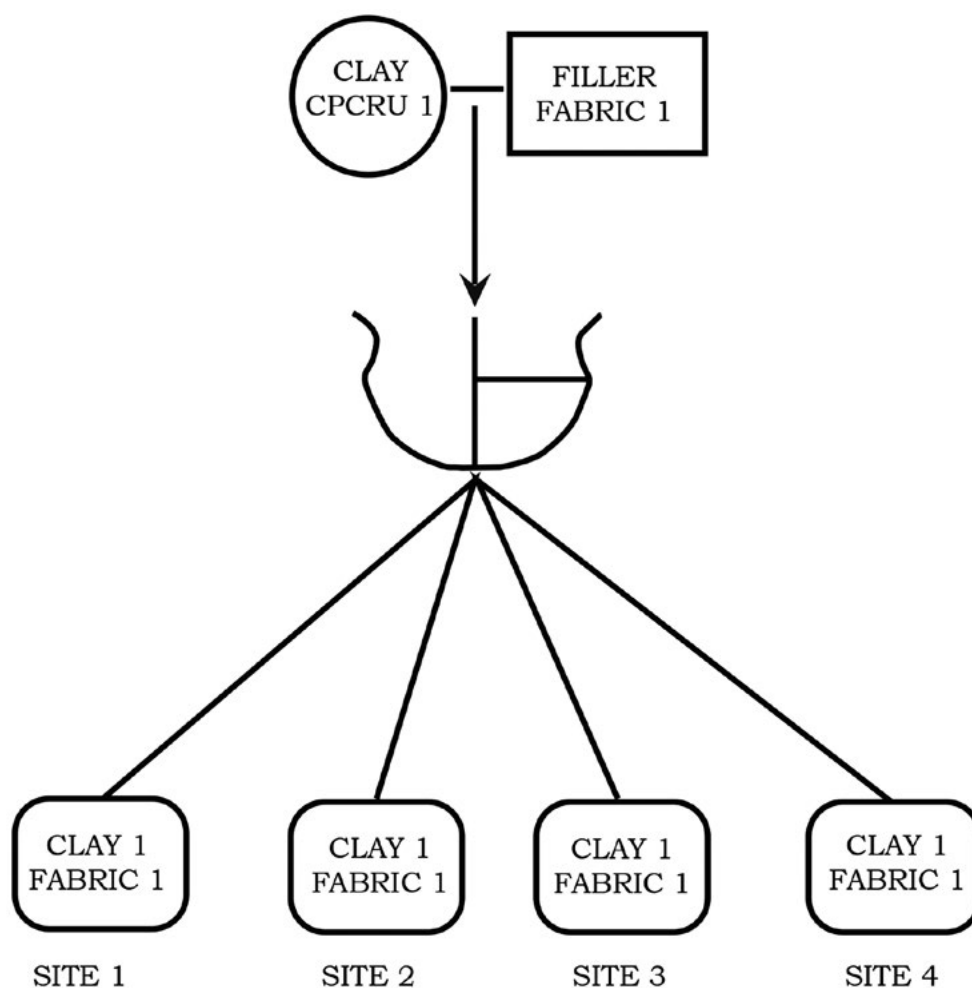 CLAY
CPCRU 1
FILLER
FABRIC 1
CLAY 1
FABRIC 1
CLAY 1
FABRIC 1
CLAY 1
FABRIC 1
CLAY 1
FABRIC 1
SITE 1
SITE 2
SITE 3
SITE 4